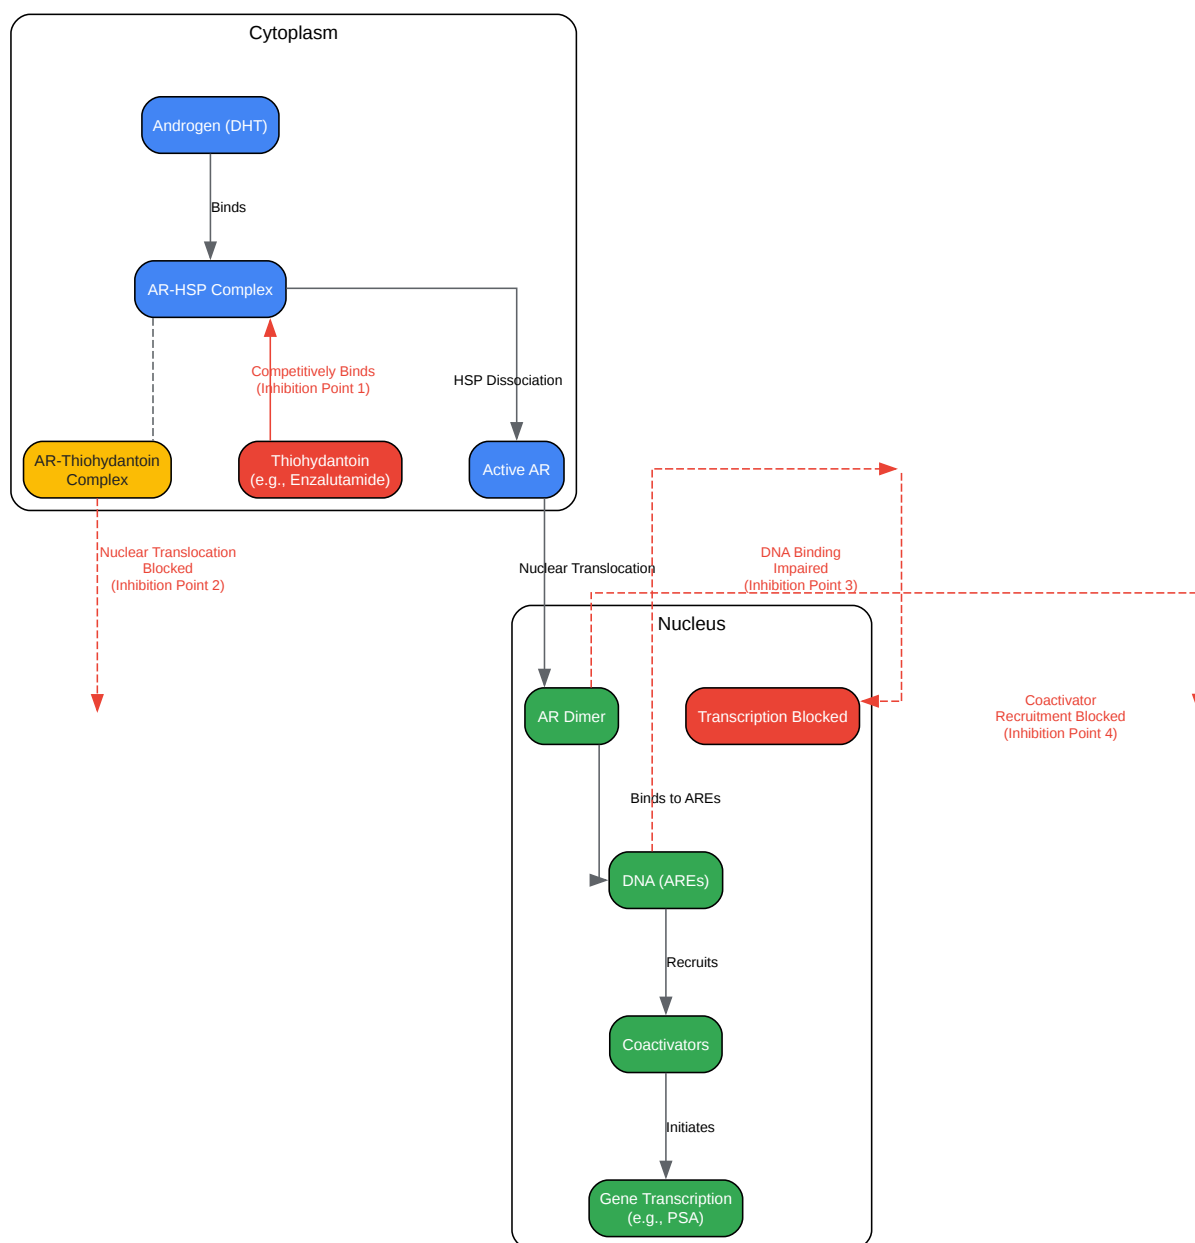 Cytoplasm
Androgen (DHT)
Binds
AR-HSP Complex
Competitively Binds
(Inhibition Point 1)
HSP Dissociation
AR-Thiohydantoin
Complex
Thiohydantoin
(e.g., Enzalutamide)
Active AR
Nuclear Translocation
Blocked
(Inhibition Point 2)
Nuclear Translocation
DNA Binding
Impaired
(Inhibition Point 3)
Nucleus
AR Dimer
Transcription Blocked
Coactivator
Recruitment Blocked
(Inhibition Point 4)
Binds to AREs
DNA (AREs)
Recruits
Coactivators
Initiates
Gene Transcription
(e.g., PSA)